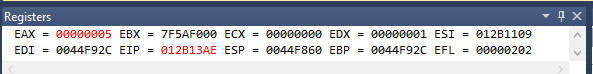 Registers
EAX = 00000005 EBX = 7F5AF000 ECX = 00000000 EDX = 00000001 ESI = 012B1109
EDI = 0044F92C EIP = 012B13AE ESP = 0044F860 EBP = 0044F92C EFL = 00000202